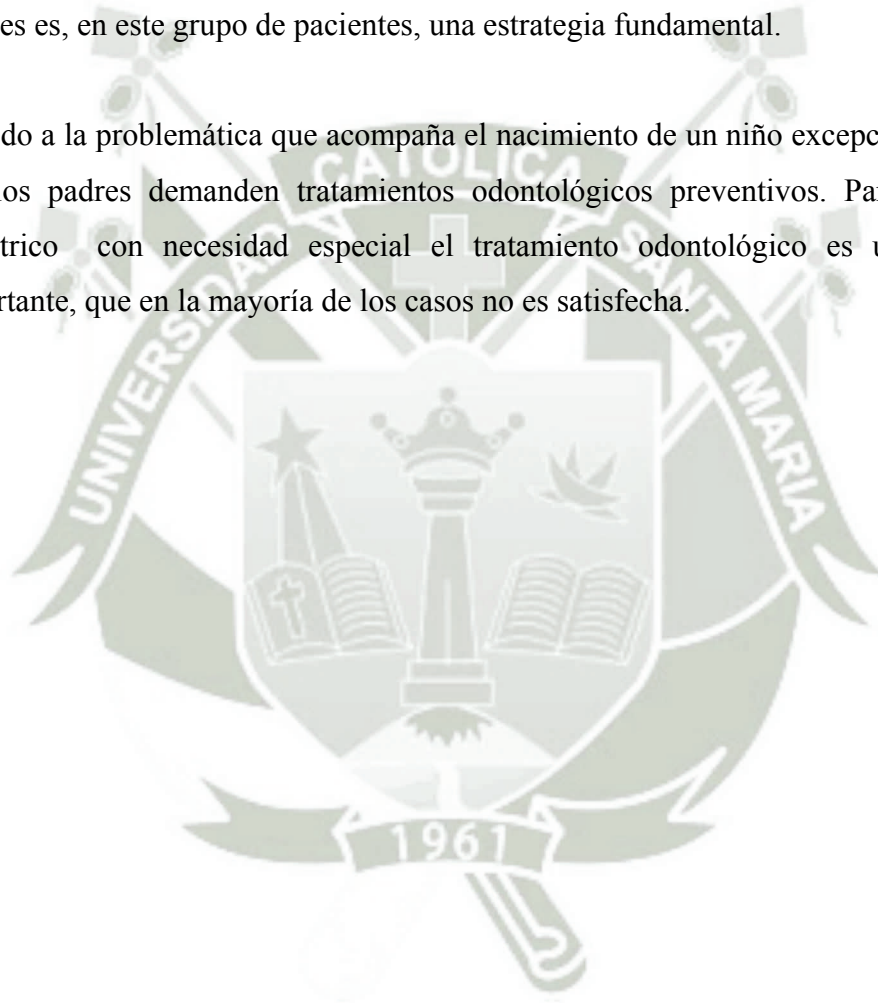 es es, en este grupo de pacientes, una estrategia fundamental.
do a la problemática que acompaña el nacimiento de un niño excepc
los padres demanden tratamientos odontológicos preventivos. Par
trico con necesidad especial el tratamiento odontológico es u
rtante, que en la mayoría de los casos no es satisfecha.
UNIVERSIDAD CATOLICA SANTA MARIA
1961